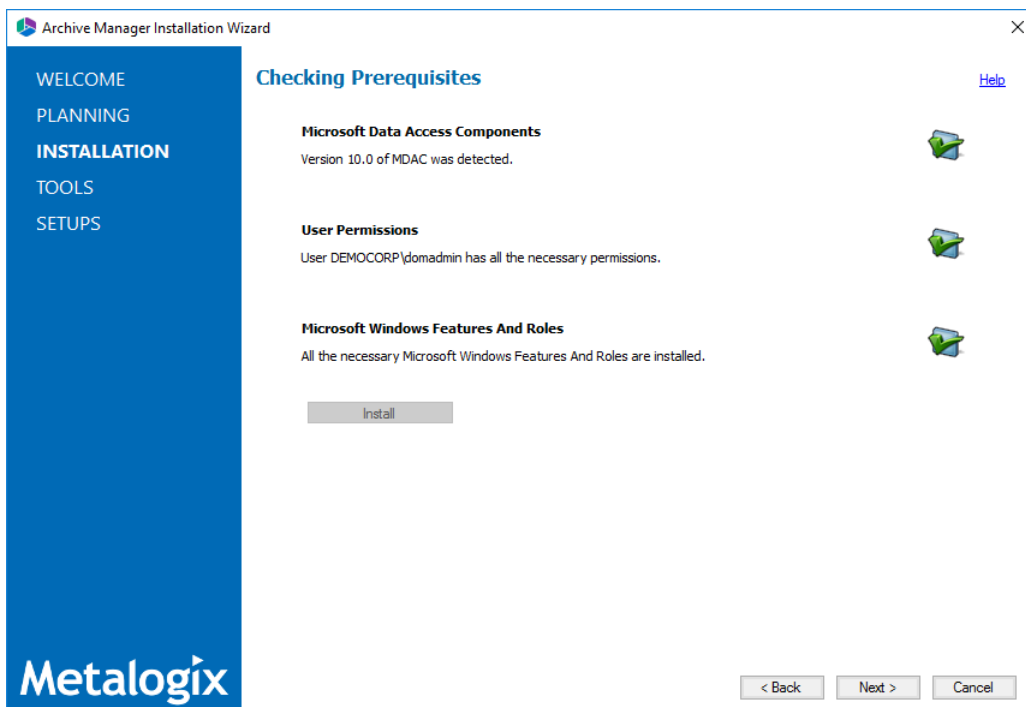 Archive Manager Installation Wizard
WELCOME
PLANNING
INSTALLATION
TOOLS
SETUPS
Metalogix
Checking Prerequisites
Help
Microsoft Data Access Components
Version 10.0 of MDAC was detected.
User Permissions
User DEMOCORP\domadmin has all the necessary permissions.
Microsoft Windows Features And Roles
All the necessary Microsoft Windows Features And Roles are installed.
Install
< Back
Next >
Cancel